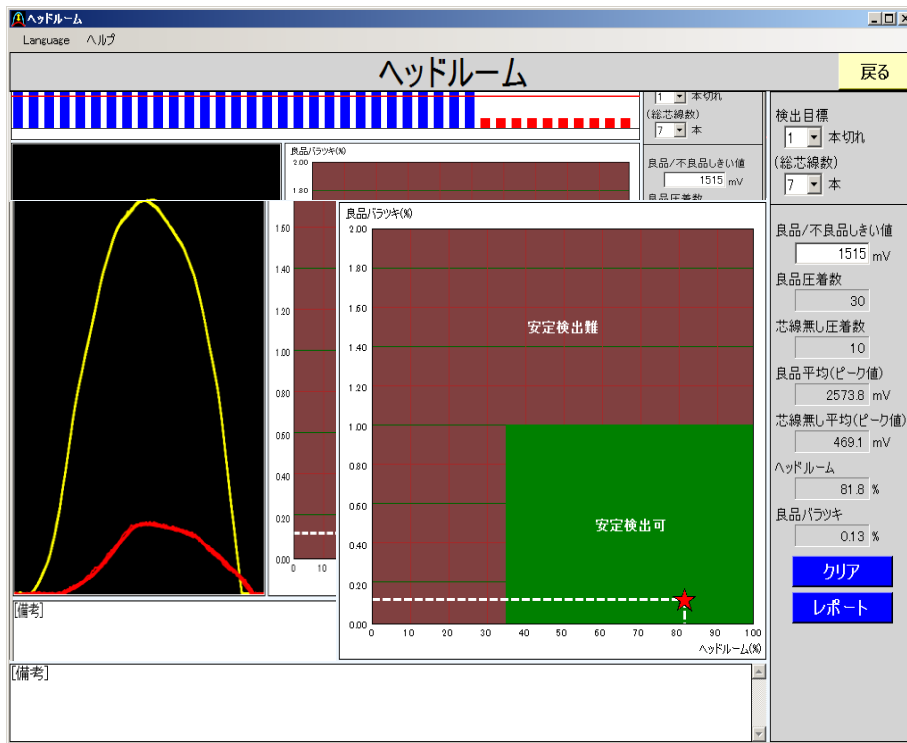 ヘッドルーム
Language ヘルプ
ヘッドルーム
戻る
1 本切れ
(総芯線数)
7 本
良品/不良品しきい値
1515 mV
良品圧着数
良品バラツキ(%)
2.00
1.80
1.60
1.40
1.20
1.00
0.80
0.60
0.40
0.20
0.00
0 10
良品バラツキ(%)
2.00
1.80
1.60
1.40
1.20
1.00
0.80
0.60
0.40
0.20
0.00
0 10 20 30 40 50 60 70 80 90 100
ヘッドルーム(%)
安定検出難
安定検出可
検出目標
1 本切れ
(総芯線数)
7 本
良品/不良品しきい値
1515 mV
良品圧着数
30
芯線無し圧着数
10
良品平均(ピーク値)
2573.8 mV
芯線無し平均(ピーク値)
469.1 mV
ヘッドルーム
81.8 %
良品バラツキ
0.13 %
クリア
レポート
[備考]
[備考]